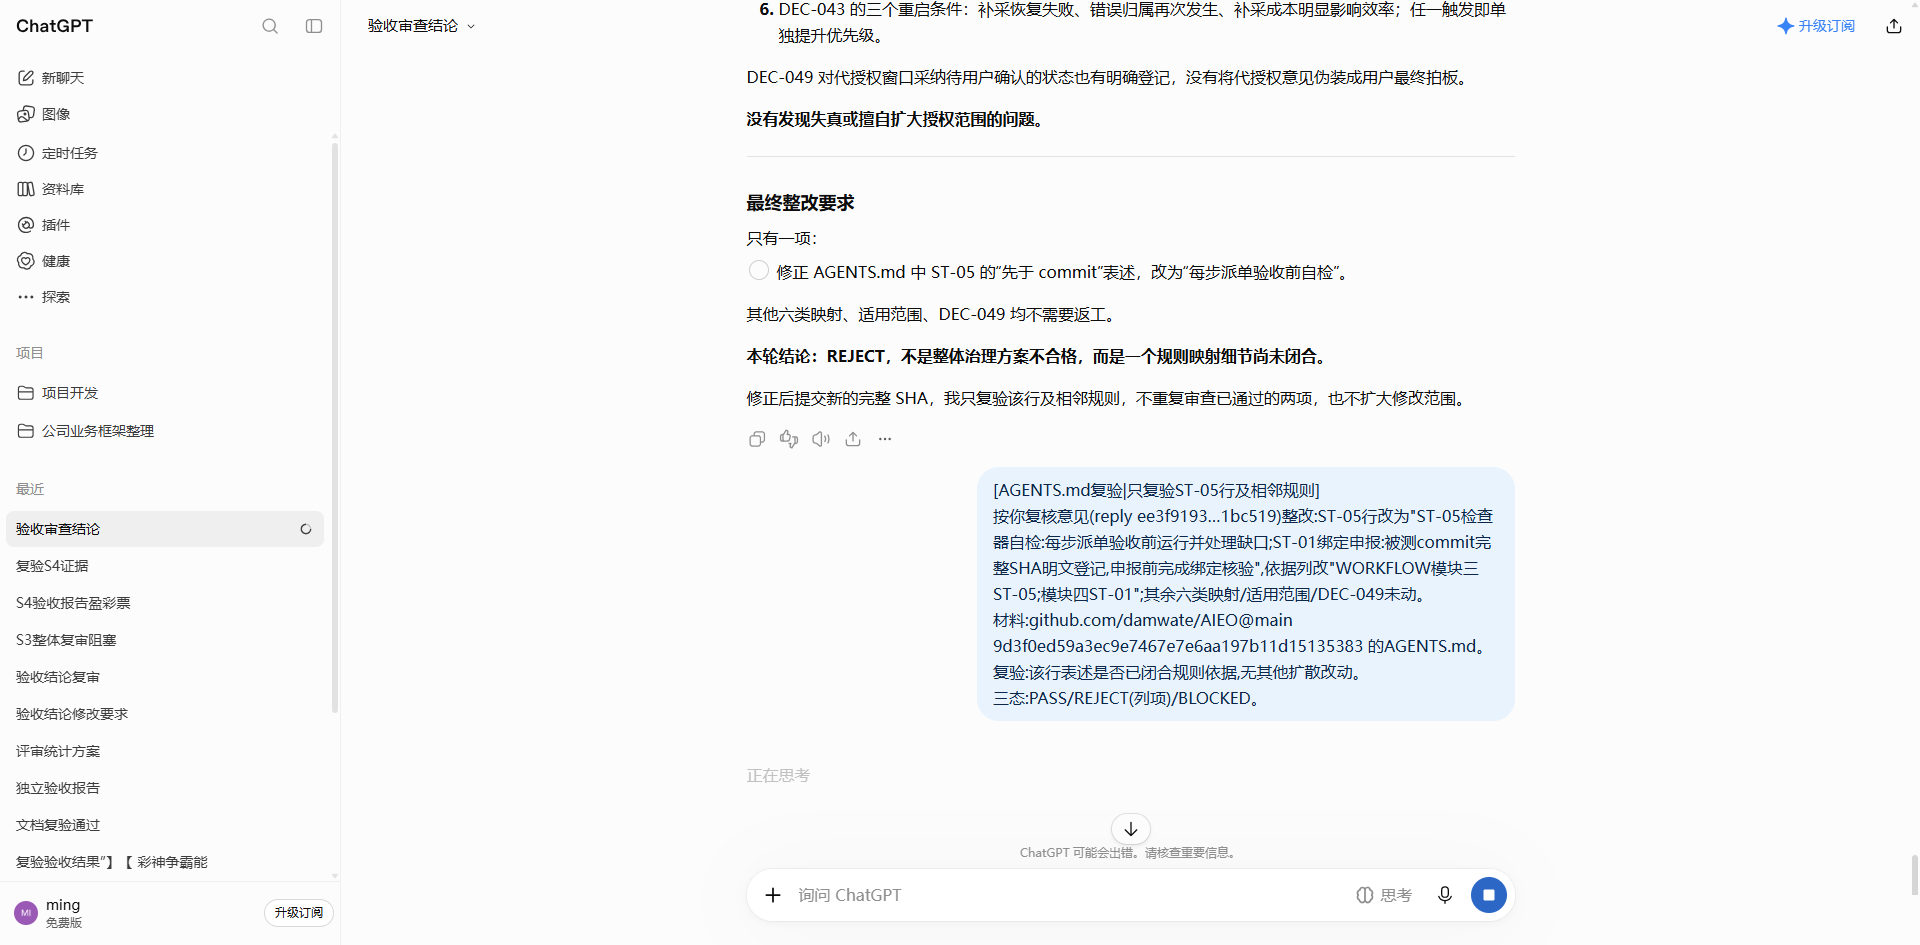 ChatGPT
新聊天
图像
定时任务
资料库
插件
健康
探索
项目
项目开发
公司业务框架整理
最近
验收审查结论
复验S4证据
S4验收报告盈彩票
S3整体复审阻塞
验收结论复审
验收结论修改要求
评审统计方案
独立验收报告
文档复验通过
复验验收结果”】【 彩神争霸能
MI
ming
免费版
升级订阅
验收审查结论
升级订阅
6. DEC-043 的三个重启条件：补采恢复失败、错误归属再次发生、补采成本明显影响效率；任一触发即单
独提升优先级。
DEC-049 对代授权窗口采纳待用户确认的状态也有明确登记，没有将代授权意见伪装成用户最终拍板。
没有发现失真或擅自扩大授权范围的问题。
最终整改要求
只有一项：
修正 AGENTS.md 中 ST-05 的“先于 commit”表述，改为“每步派单验收前自检”。
其他六类映射、适用范围、DEC-049 均不需要返工。
本轮结论：REJECT，不是整体治理方案不合格，而是一个规则映射细节尚未闭合。
修正后提交新的完整 SHA，我只复验该行及相邻规则，不重复审查已通过的两项，也不扩大修改范围。
[AGENTS.md复验|只复验ST-05行及相邻规则]
按你复核意见(reply ee3f9193...1bc519)整改:ST-05行改为"ST-05检查
器自检:每步派单验收前运行并处理缺口;ST-01绑定申报:被测commit完
整SHA明文登记,申报前完成绑定核验",依据列改"WORKFLOW模块三
ST-05;模块四ST-01";其余六类映射/适用范围/DEC-049未动。
材料:github.com/damwate/AIEO@main
9d3f0ed59a3ec9e7467e7e6aa197b11d15135383 的AGENTS.md。
复验:该行表述是否已闭合规则依据,无其他扩散改动。
三态:PASS/REJECT(列项)/BLOCKED。
正在思考
ChatGPT 可能会出错。请核查重要信息。
询问 ChatGPT
思考